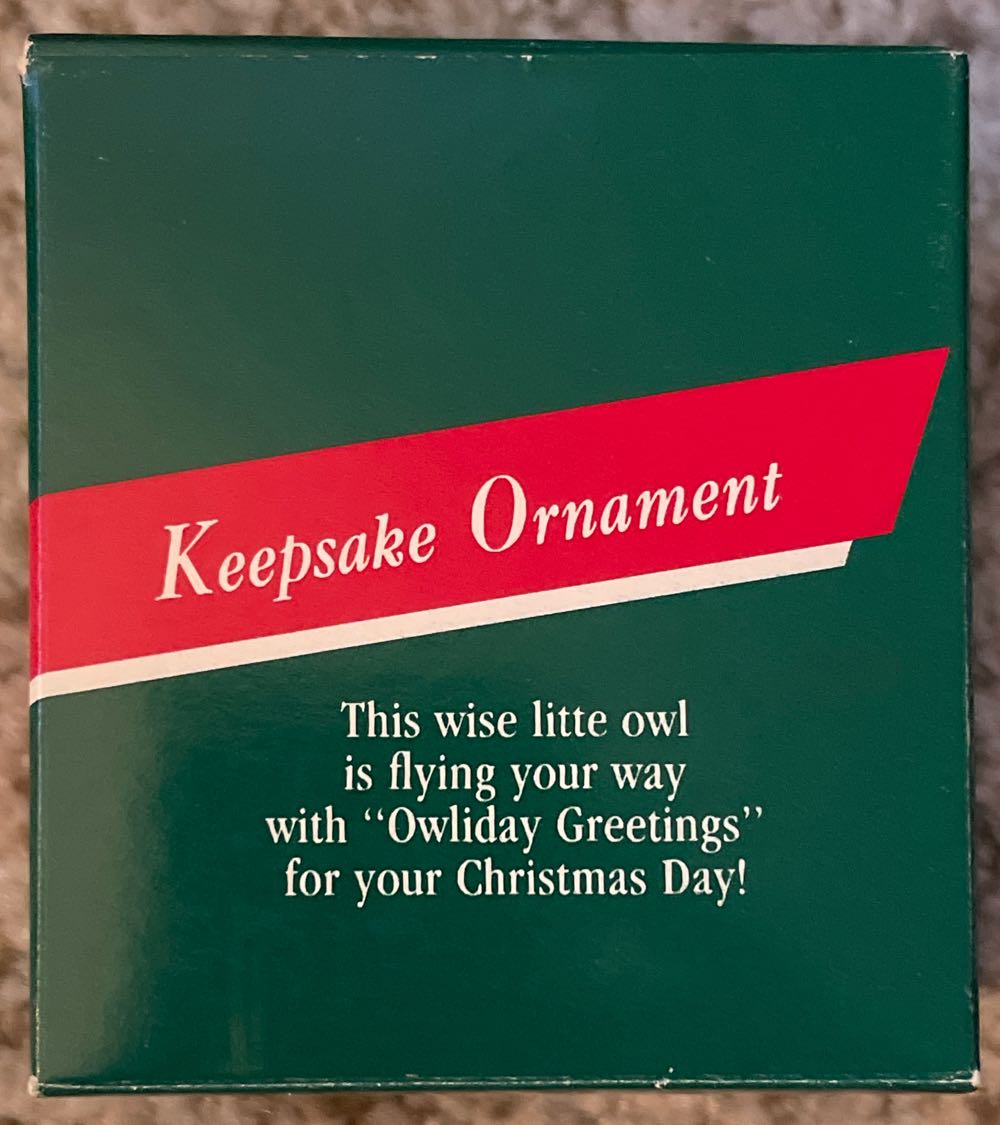 Keepsake Ornament
This wise litte owl
is flying your way
with “Owliday Greetings”
for your Christmas Day!